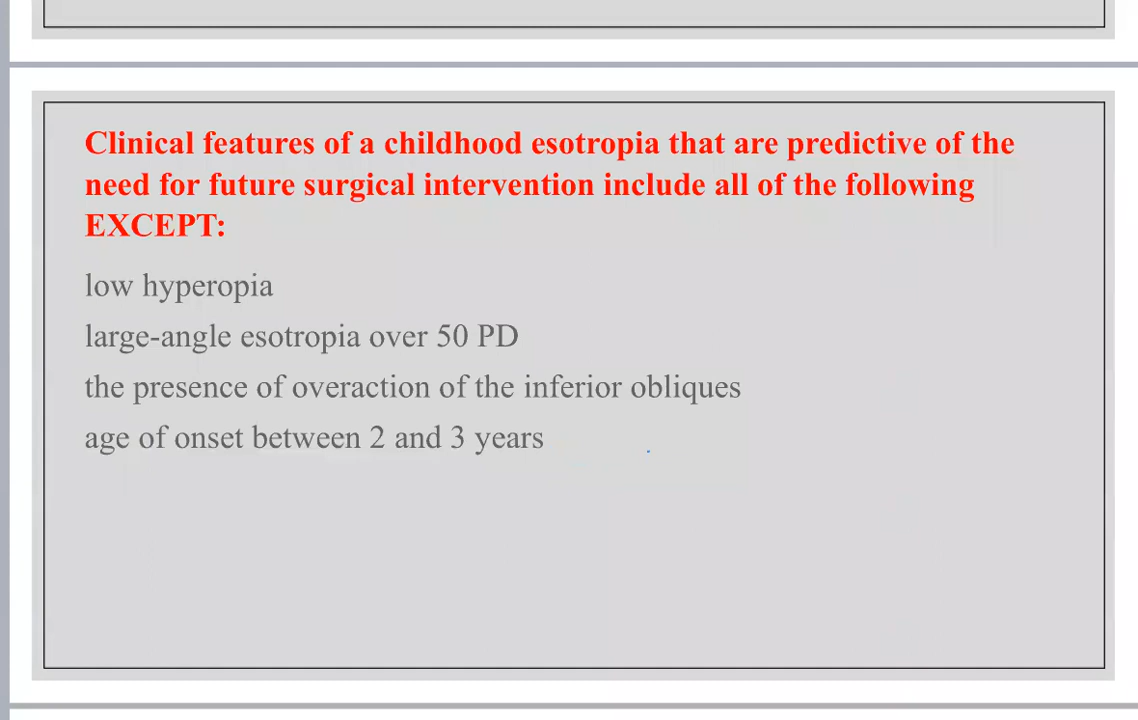 Clinical features of a childhood esotropia that are predictive of the
need for future surgical intervention include all of the following
EXCEPT:
low hyperopia
large-angle esotropia over 50 PD
the presence of overaction of the inferior obliques
age of onset between 2 and 3 years